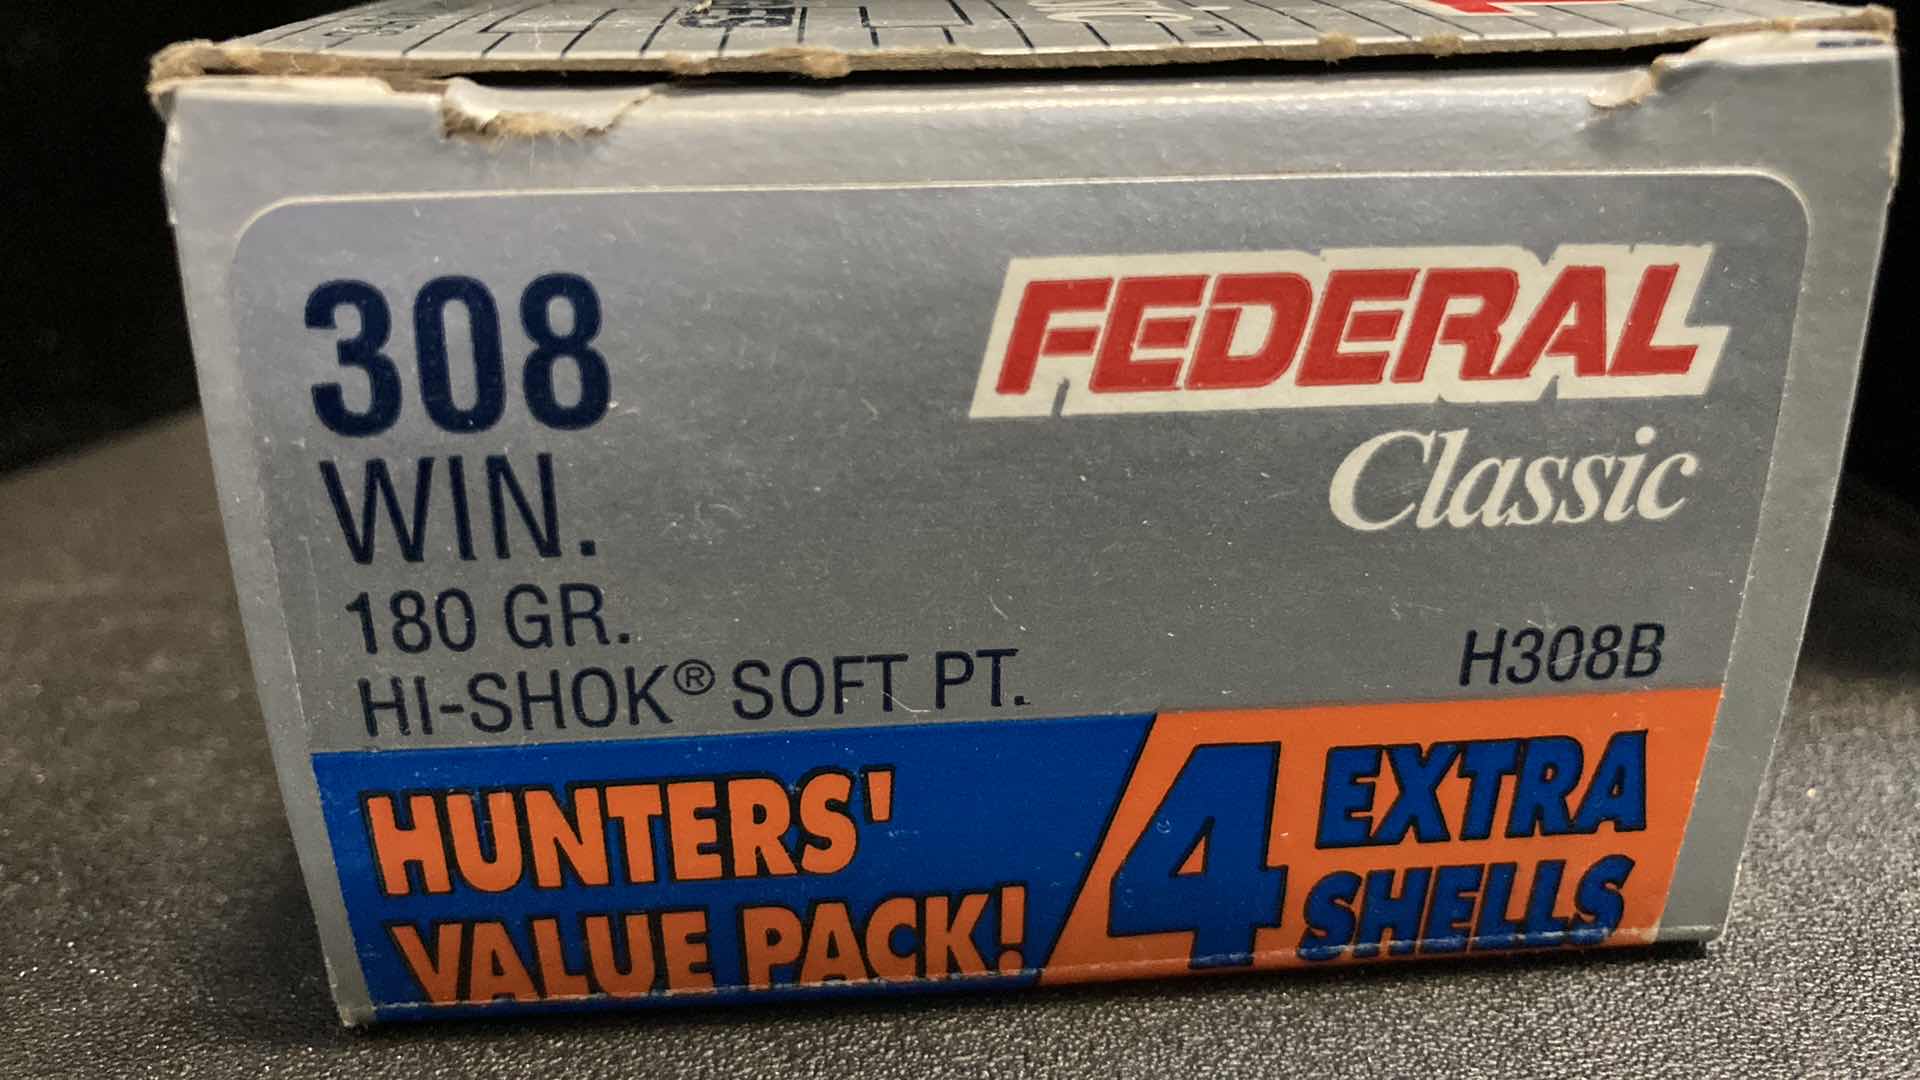 308
WIN.
180 GR.
HI-SHOK® SOFT PT.
FEDERAL
Classic
H308B
HUNTERS'
VALUE PACK!
4 EXTRA
SHELLS